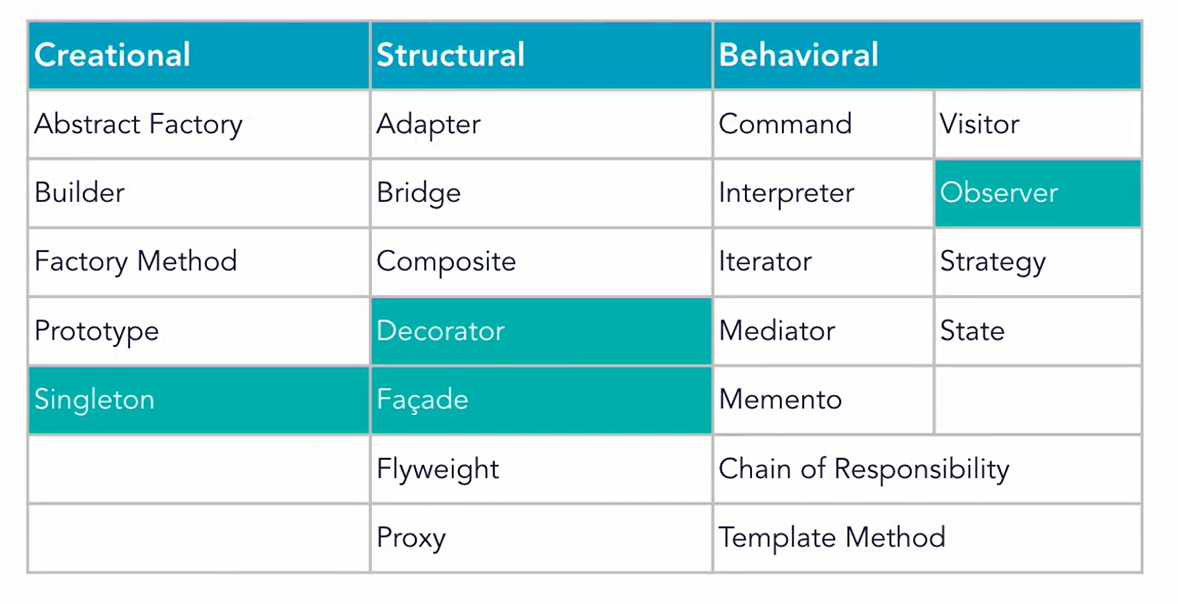 Creational Structural Behavioral
Abstract Factory Adapter Command Visitor
Builder Bridge Interpreter Observer
Factory Method Composite Iterator Strategy
Prototype Decorator Mediator State
Singleton Façade Memento
Flyweight Chain of Responsibility
Proxy Template Method